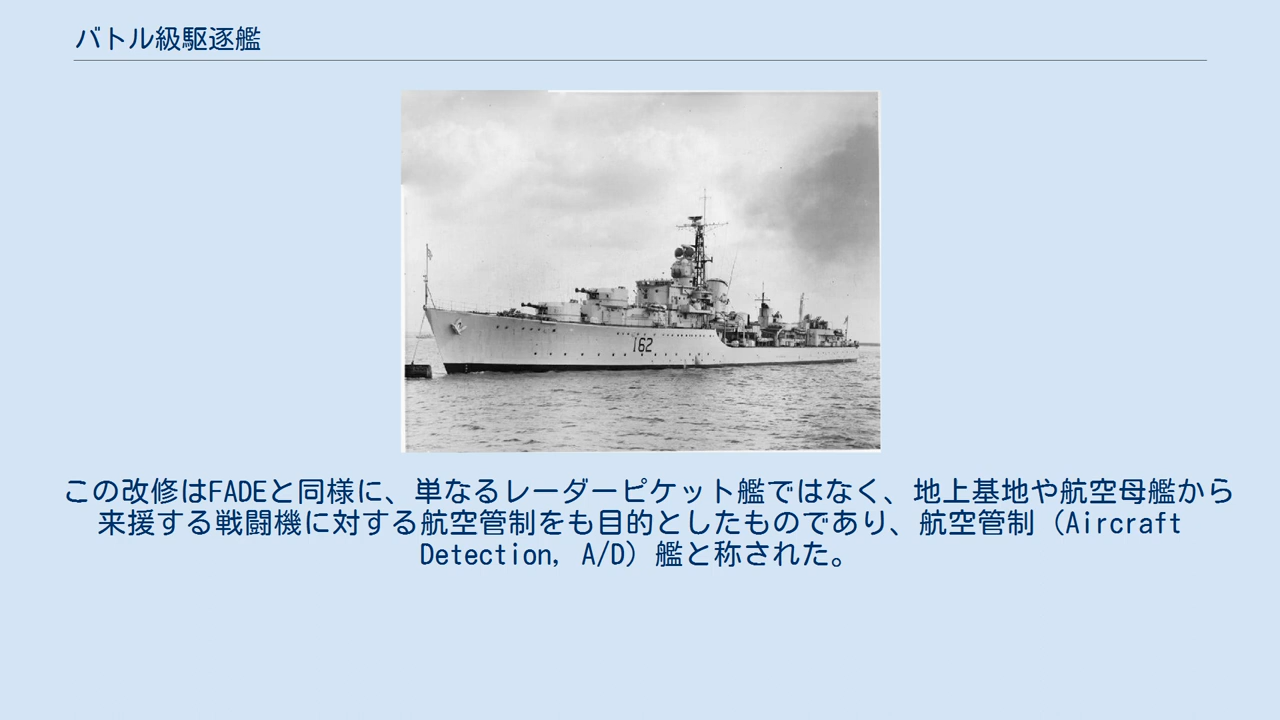 バトル級駆逐艦
162
この改修はFADEと同様に、単なるレーダーピケット艦ではなく、地上基地や航空母艦から
来援する戦闘機に対する航空管制をも目的としたものであり、航空管制（Aircraft
Detection, A/D）艦と称された。